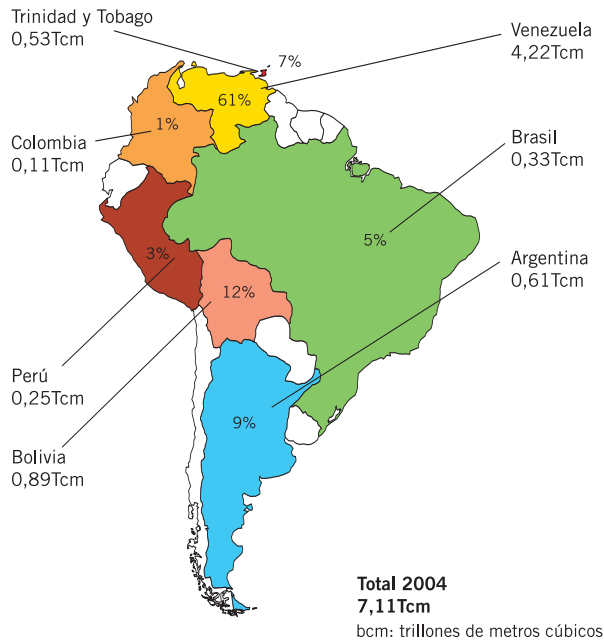 Trinidad y Tobago
0,53Tcm
7%
Venezuela
4,22Tcm
61%
1%
Colombia
0,11Tcm
Brasil
0,33Tcm
5%
3%
Argentina
0,61Tcm
12%
Perú
0,25Tcm
9%
Bolivia
0,89Tcm
Total 2004
7,11Tcm
bcm: trillones de metros cúbicos